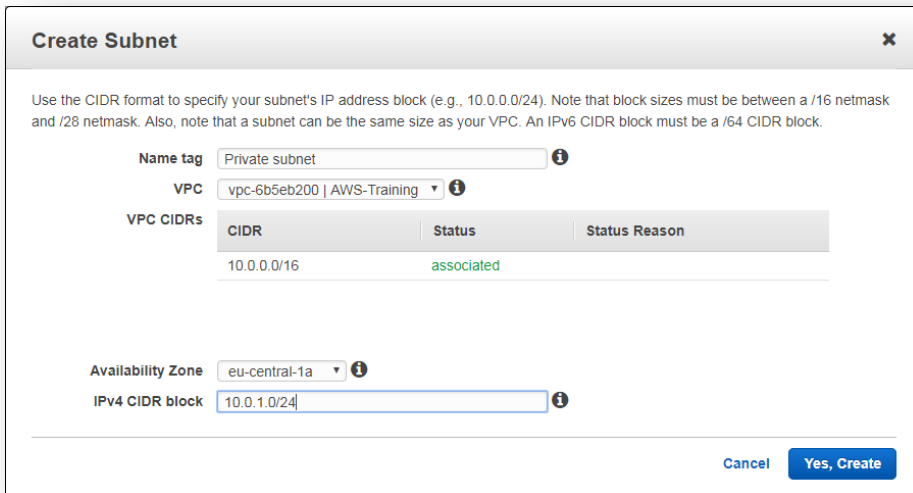 Create Subnet
Use the CIDR format to specify your subnet's IP address block (e.g., 10.0.0.0/24). Note that block sizes must be between a /16 netmask
and /28 netmask. Also, note that a subnet can be the same size as your VPC. An IPv6 CIDR block must be a /64 CIDR block.
Name tag Private subnet
VPC vpc-6b5eb200 | AWS-Training
VPC CIDRs
CIDR Status Status Reason
10.0.0.0/16 associated
Availability Zone eu-central-1a
IPv4 CIDR block 10.0.1.0/24
Cancel Yes, Create